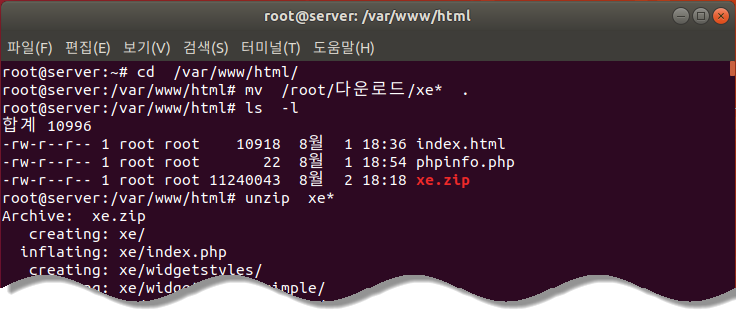 root@server: /var/www/html
파일(F) 편집(E) 보기(V) 검색(S) 터미널(T) 도움말(H)
root@server:~# cd  /var/www/html/
root@server:/var/www/html# mv  /root/다운로드/xe*  .
root@server:/var/www/html# ls  -l
합계 10996
-rw-r--r-- 1 root root    10918  8월  1 18:36 index.html
-rw-r--r-- 1 root root       22  8월  1 18:54 phpinfo.php
-rw-r--r-- 1 root root 11240043  8월  2 18:18 xe.zip
root@server:/var/www/html# unzip  xe*
Archive:  xe.zip
   creating: xe/
  inflating: xe/index.php
   creating: xe/widgetstyles/